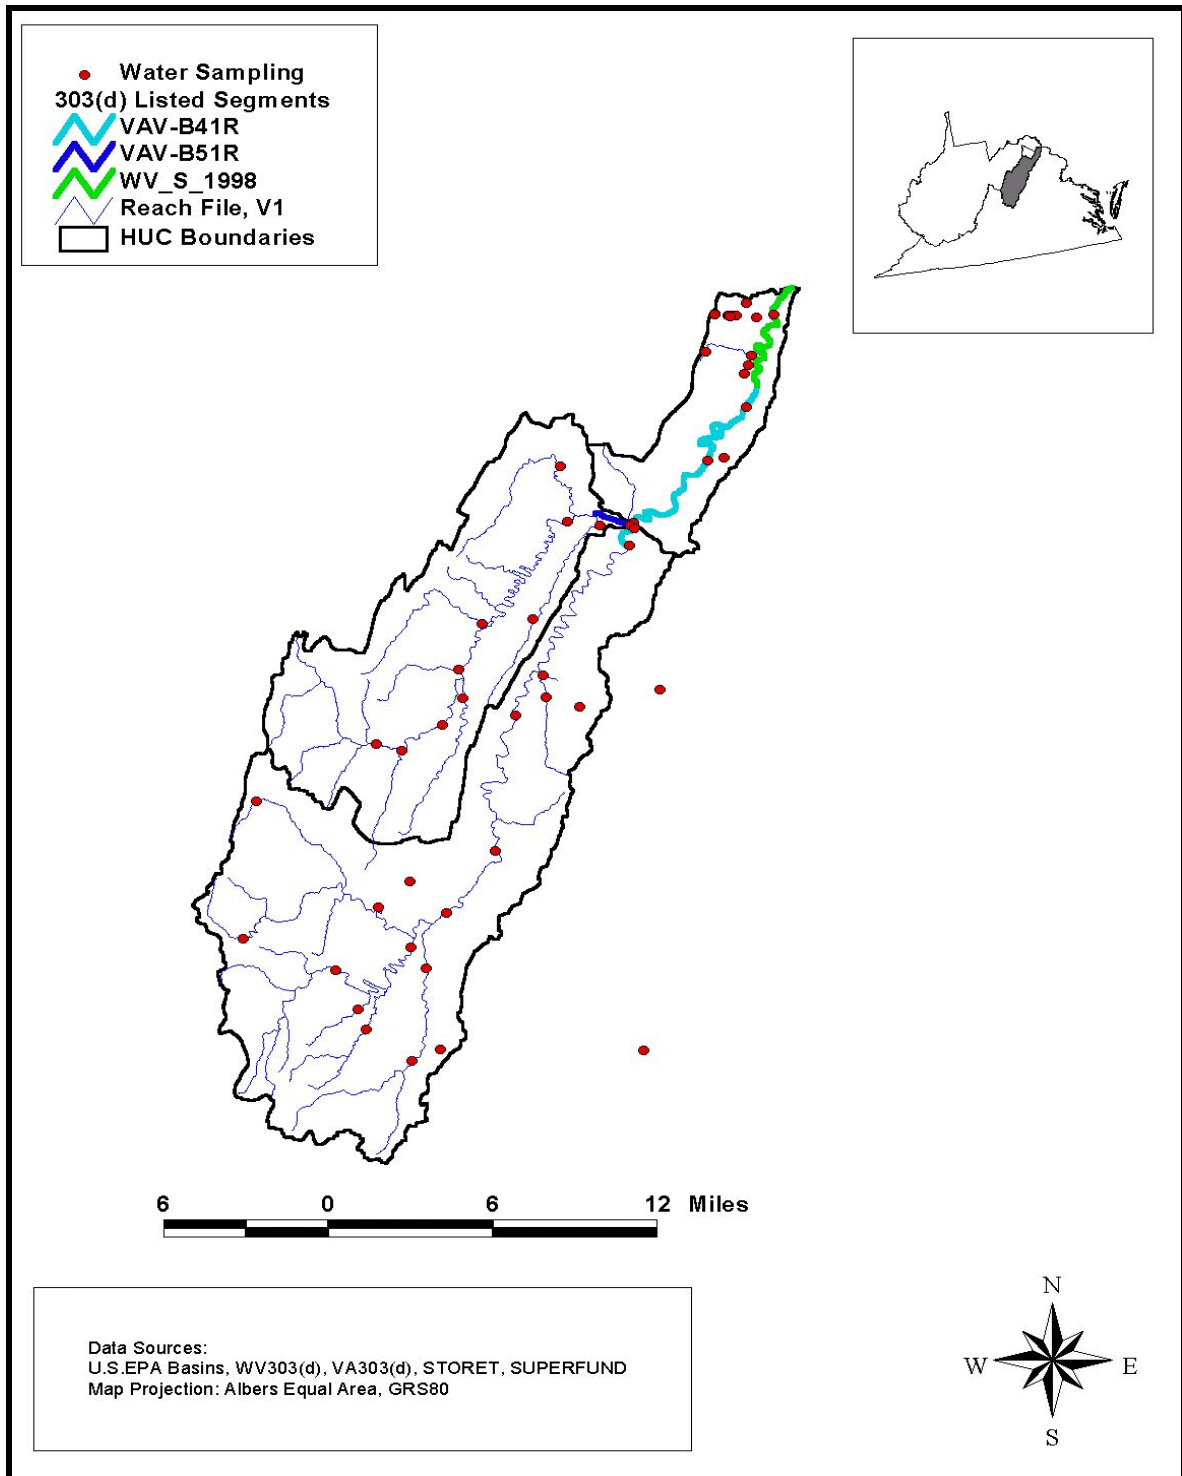 Water Sampling
303(d) Listed Segments
VAV-B41R
VAV-B51R
WV_S_1998
Reach File, V1
HUC Boundaries
6 0 6 12 Miles
Data Sources:
U.S.EPA Basins, WV303(d), VA303(d), STORET, SUPERFUND
Map Projection: Albers Equal Area, GRS80
N
W E
S